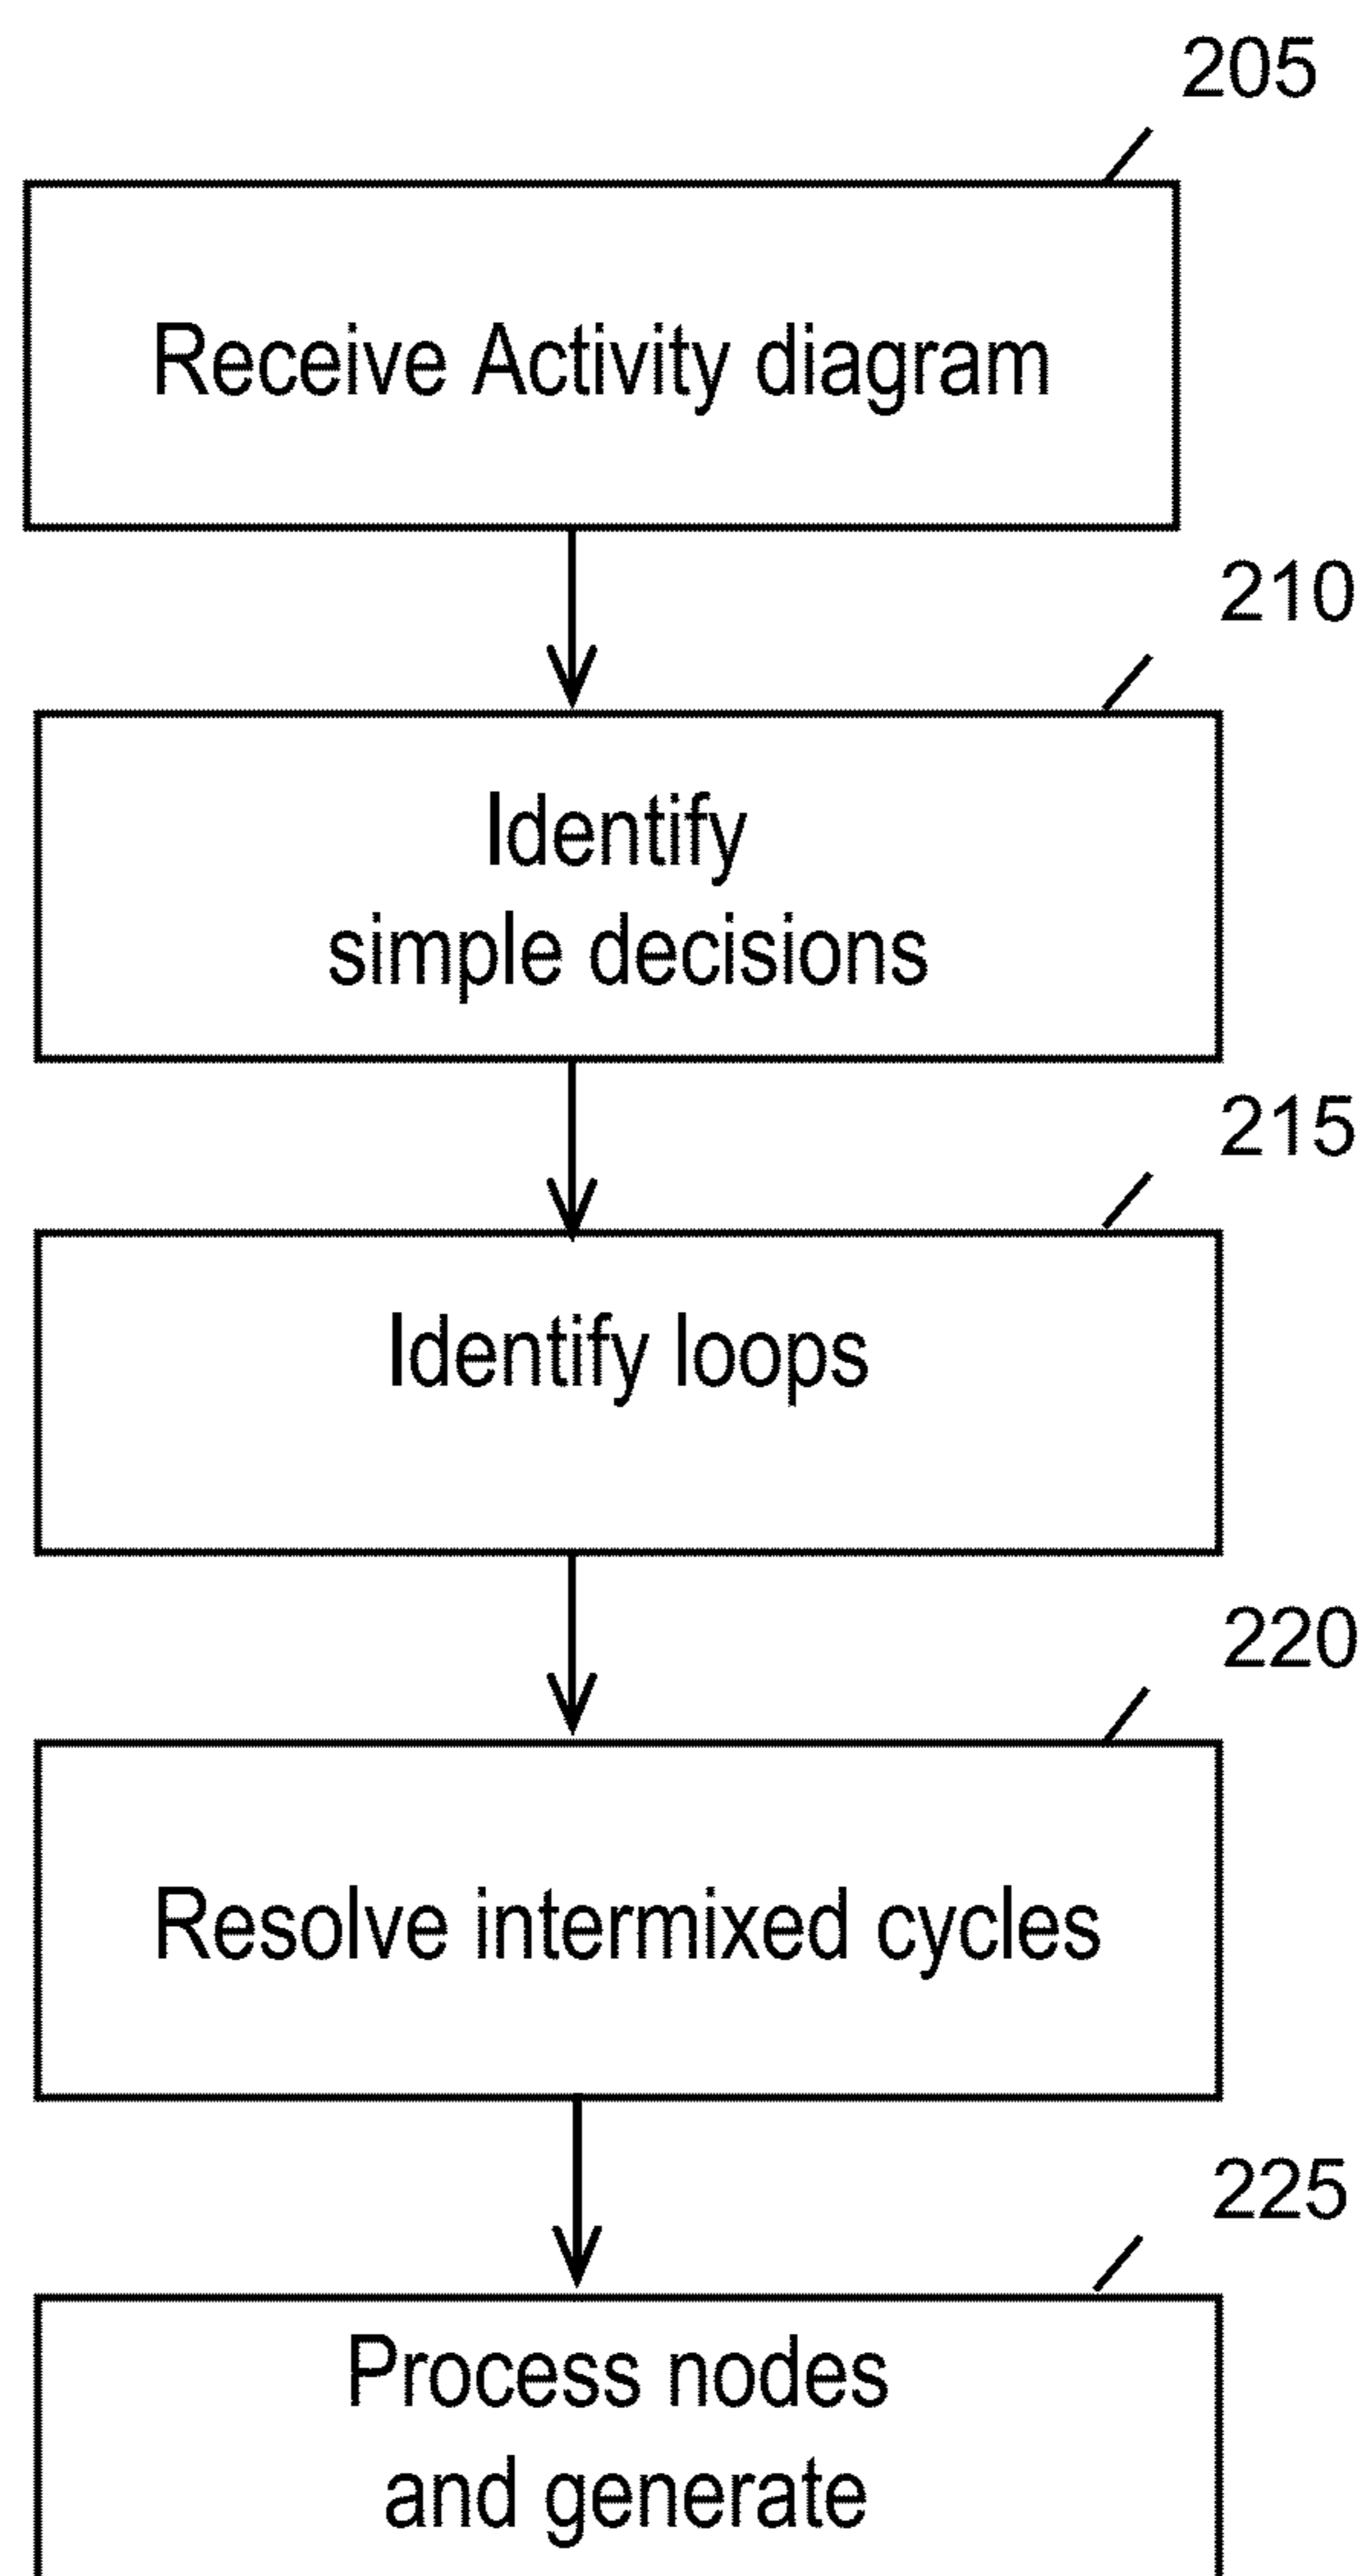 205
Receive Activity diagram
210
Identify
simple decisions
215
Identify loops
220
Resolve intermixed cycles
225
Process nodes
and generate